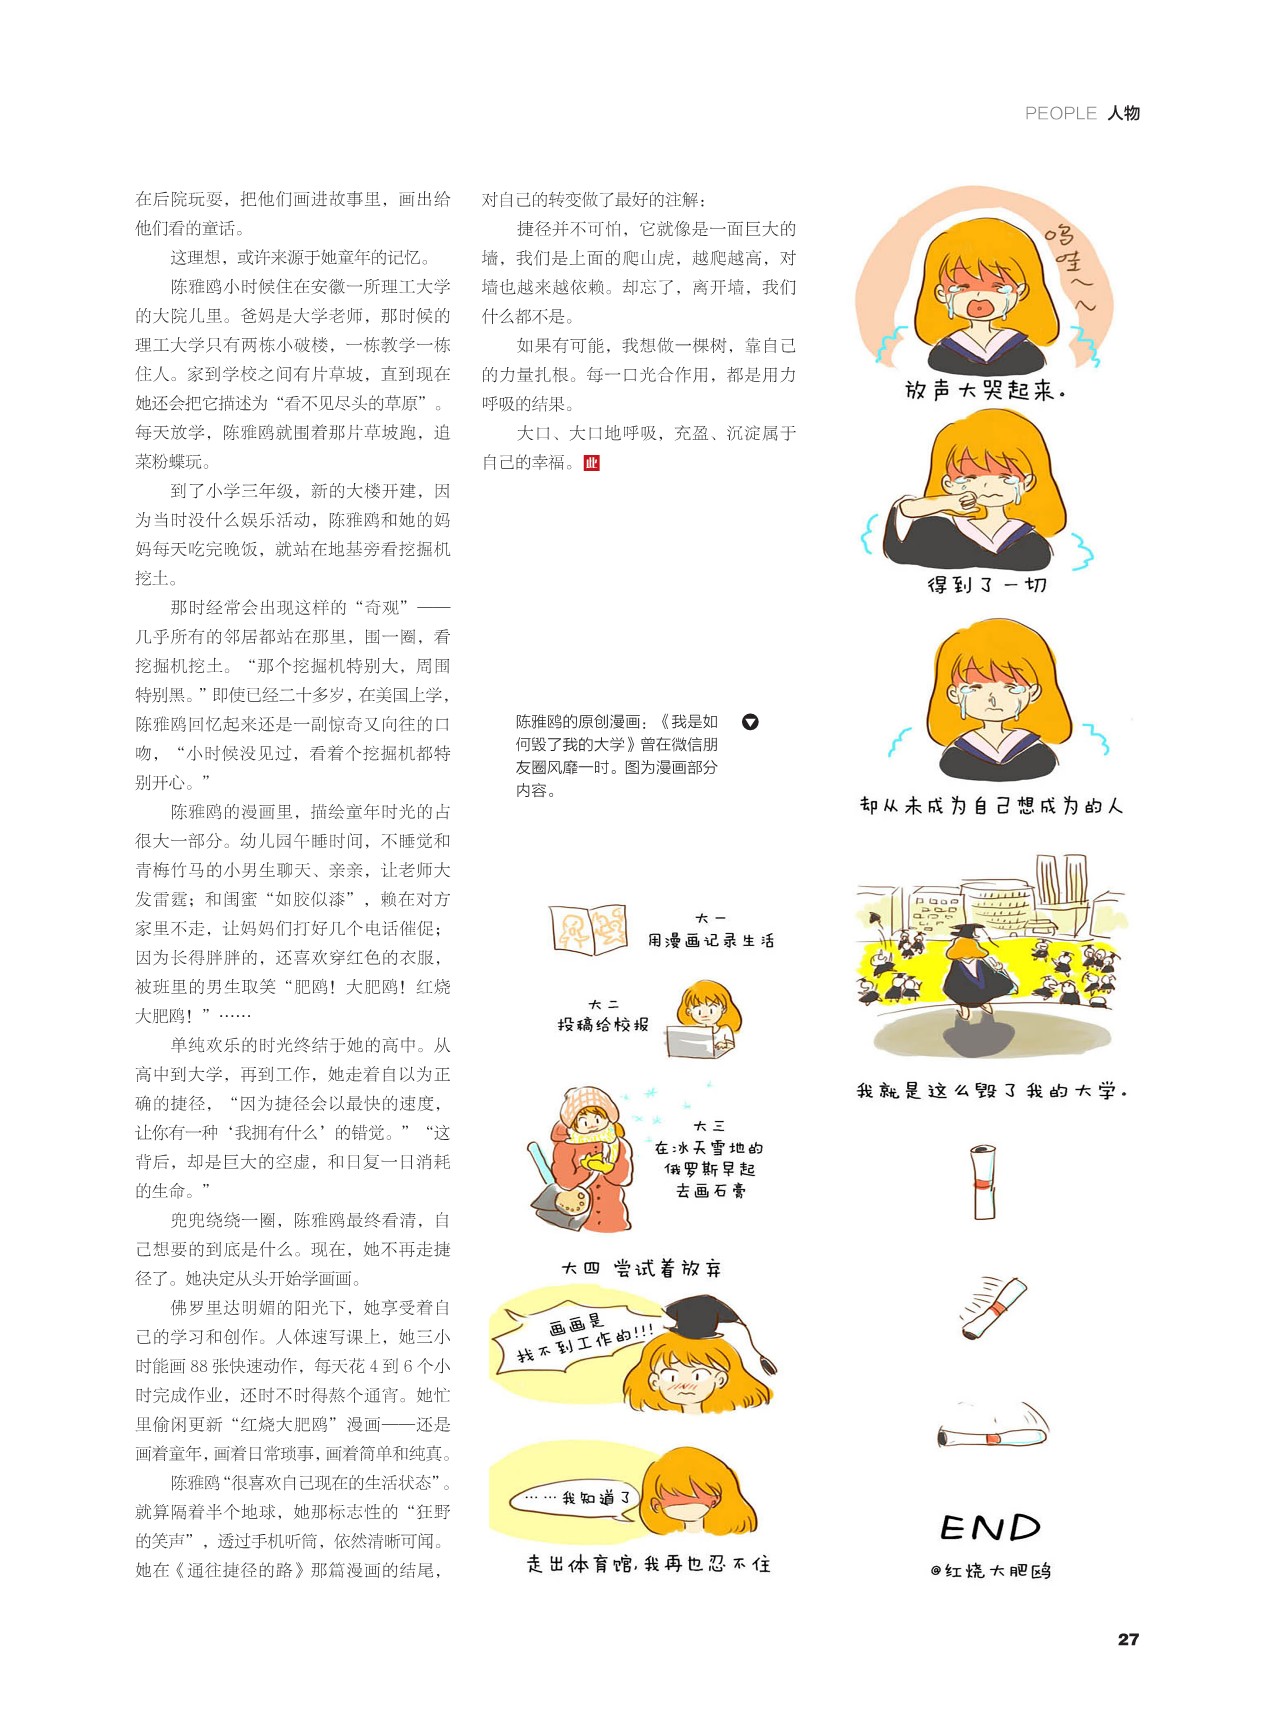 PEOPLE 人物
在后院玩耍，把他们画进故事里，画出给
他们看的童话。
这理想，或许来源于她童年的记忆。
陈雅鸥小时候住在安徽一所理工大学
的大院儿里。爸妈是大学老师，那时候的
理工大学只有两栋小破楼，一栋教学一栋
住人。家到学校之间有片草坡，直到现在
她还会把它描述为“看不见尽头的草原”。
每天放学，陈雅鸥就围着那片草坡跑，追
菜粉蝶玩。
到了小学三年级，新的大楼开建，因
为当时没什么娱乐活动，陈雅鸥和她的妈
妈每天吃完晚饭，就站在地基旁看挖掘机
挖土。
那时经常会出现这样的“奇观”——
几乎所有的邻居都站在那里，围一圈，看
挖掘机挖土。“那个挖掘机特别大，周围
特别黑。”即使已经二十多岁，在美国上学，
陈雅鸥回忆起来还是一副惊奇又向往的口
吻，“小时候没见过，看着个挖掘机都特
别开心。”
陈雅鸥的漫画里，描绘童年时光的占
很大一部分。幼儿园午睡时间，不睡觉和
青梅竹马的小男生聊天、亲亲，让老师大
发雷霆；和闺蜜“如胶似漆”，赖在对方
家里不走，让妈妈们打好几个电话催促；
因为长得胖胖的，还喜欢穿红色的衣服，
被班里的男生取笑“肥鸥！大肥鸥！红烧
大肥鸥！”……
单纯欢乐的时光终结于她的高中。从
高中到大学，再到工作，她走着自以为正
确的捷径，“因为捷径会以最快的速度，
让你有一种‘我拥有什么’的错觉。”“这
背后，却是巨大的空虚，和日复一日消耗
的生命。”
兜兜绕绕一圈，陈雅鸥最终看清，自
己想要的到底是什么。现在，她不再走捷
径了。她决定从头开始学画画。
佛罗里达明媚的阳光下，她享受着自
己的学习和创作。人体速写课上，她三小
时能画 88 张快速动作，每天花 4 到 6 个小
时完成作业，还时不时得熬个通宵。她忙
里偷闲更新“红烧大肥鸥”漫画——还是
画着童年，画着日常琐事，画着简单和纯真。
陈雅鸥“很喜欢自己现在的生活状态”。
就算隔着半个地球，她那标志性的“狂野
的笑声”，透过手机听筒，依然清晰可闻。
她在《通往捷径的路》那篇漫画的结尾，
对自己的转变做了最好的注解：
捷径并不可怕，它就像是一面巨大的
墙，我们是上面的爬山虎，越爬越高，对
墙也越来越依赖。却忘了，离开墙，我们
什么都不是。
如果有可能，我想做一棵树，靠自己
的力量扎根。每一口光合作用，都是用力
呼吸的结果。
大口、大口地呼吸，充盈、沉淀属于
自己的幸福。此
陈雅鸥的原创漫画：《我是如
何毁了我的大学》曾在微信朋
友圈风靡一时。图为漫画部分
内容。
大一
用漫画记录生活
大二
投稿给校报
大三
在冰天雪地的
俄罗斯早起
去画石膏
大四 尝试着放弃
画画是
找不到工作的!!!
……我知道了
走出体育馆,我再也忍不住
呜
哇～～
放声大哭起来。
得到了一切
却从未成为自己想成为的人
我就是这么毁了我的大学。
END
@红烧大肥鸥
27